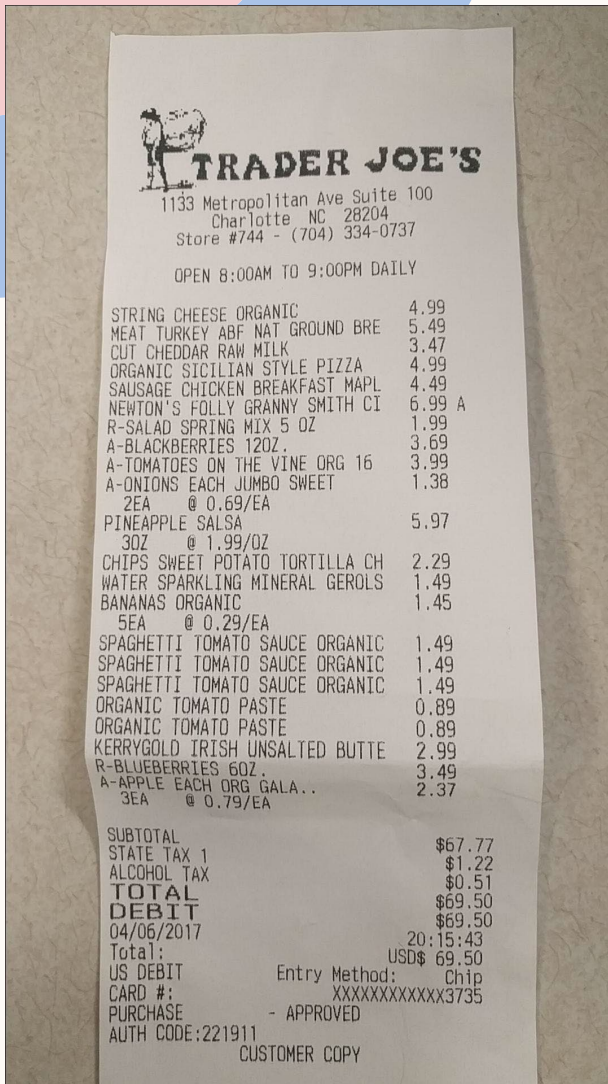 TRADER JOE'S
1133 Metropolitan Ave Suite 100
Charlotte NC 28204
Store #744 - (704) 334-0737
OPEN 8:00AM TO 9:00PM DAILY
STRING CHEESE ORGANIC 4.99
MEAT TURKEY ABF NAT GROUND BRE 5.49
CUT CHEDDAR RAW MILK 3.47
ORGANIC SICILIAN STYLE PIZZA 4.99
SAUSAGE CHICKEN BREAKFAST MAPL 4.49
NEWTON'S FOLLY GRANNY SMITH CI 6.99 A
R-SALAD SPRING MIX 5 OZ 1.99
A-BLACKBERRIES 12OZ. 3.69
A-TOMATOES ON THE VINE ORG 16 3.99
A-ONIONS EACH JUMBO SWEET 1.38
2EA @ 0.69/EA
PINEAPPLE SALSA 5.97
3OZ @ 1.99/OZ
CHIPS SWEET POTATO TORTILLA CH 2.29
WATER SPARKLING MINERAL GEROLS 1.49
BANANAS ORGANIC 1.45
5EA @ 0.29/EA
SPAGHETTI TOMATO SAUCE ORGANIC 1.49
SPAGHETTI TOMATO SAUCE ORGANIC 1.49
SPAGHETTI TOMATO SAUCE ORGANIC 1.49
ORGANIC TOMATO PASTE 0.89
ORGANIC TOMATO PASTE 0.89
KERRYGOLD IRISH UNSALTED BUTTE 2.99
R-BLUEBERRIES 6OZ. 3.49
A-APPLE EACH ORG GALA.. 2.37
3EA @ 0.79/EA
SUBTOTAL $67.77
STATE TAX 1 $1.22
ALCOHOL TAX $0.51
TOTAL $69.50
DEBIT $69.50
04/06/2017 20:15:43
Total: USD$ 69.50
US DEBIT Entry Method: Chip
CARD #: XXXXXXXXXXXX3735
PURCHASE - APPROVED
AUTH CODE:221911
CUSTOMER COPY